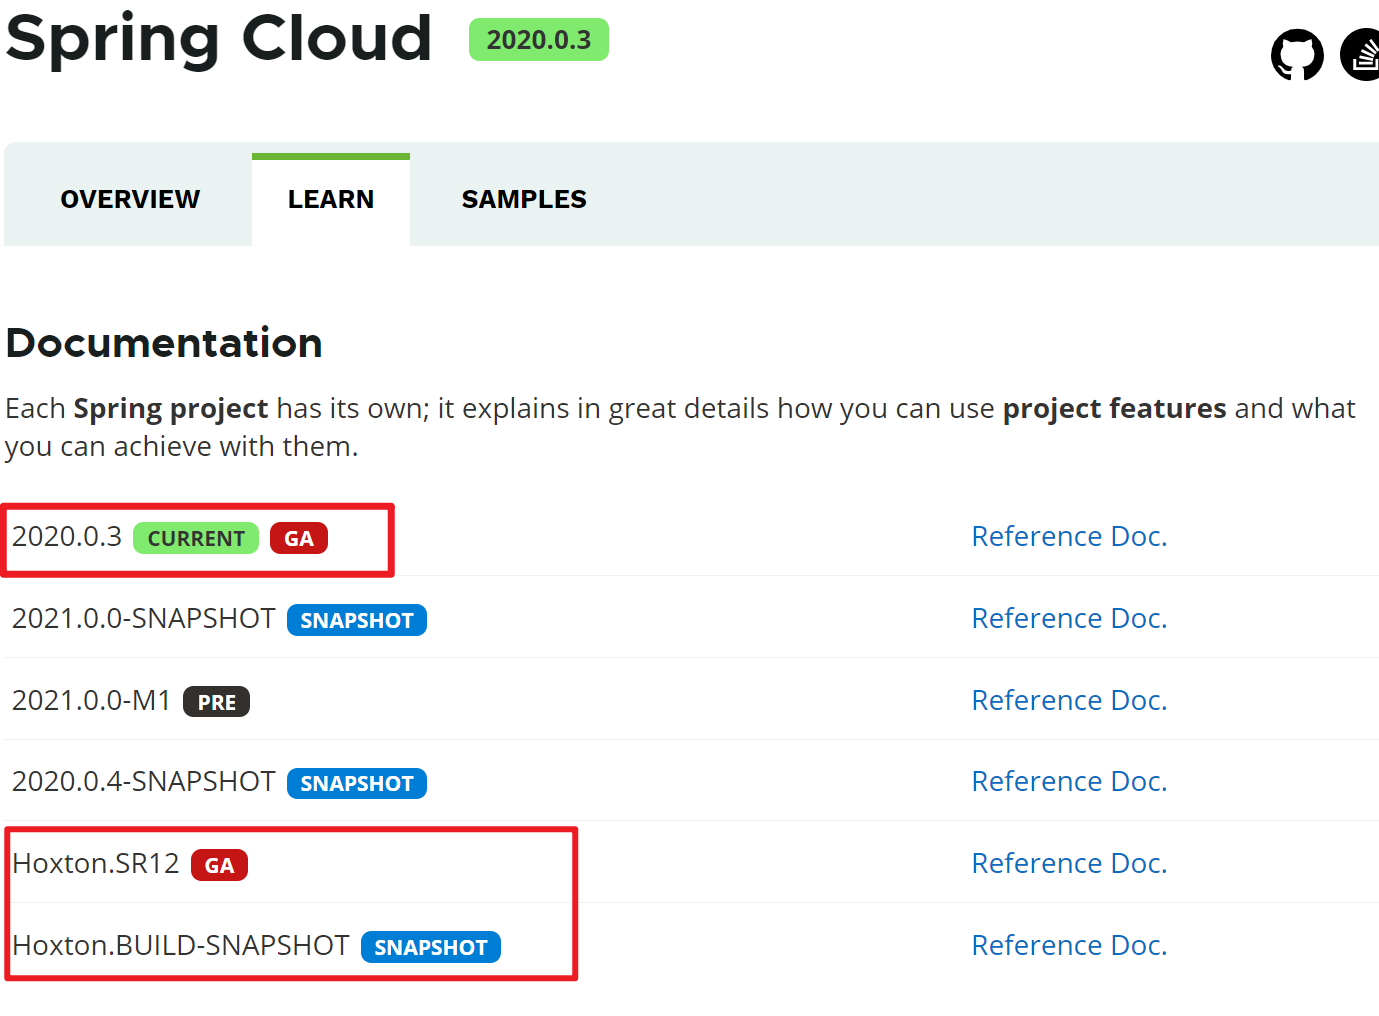 Spring Cloud 2020.0.3
OVERVIEW LEARN SAMPLES
Documentation
Each Spring project has its own; it explains in great details how you can use project features and what
you can achieve with them.
2020.0.3 CURRENT GA Reference Doc.
2021.0.0-SNAPSHOT SNAPSHOT Reference Doc.
2021.0.0-M1 PRE Reference Doc.
2020.0.4-SNAPSHOT SNAPSHOT Reference Doc.
Hoxton.SR12 GA Reference Doc.
Hoxton.BUILD-SNAPSHOT SNAPSHOT Reference Doc.